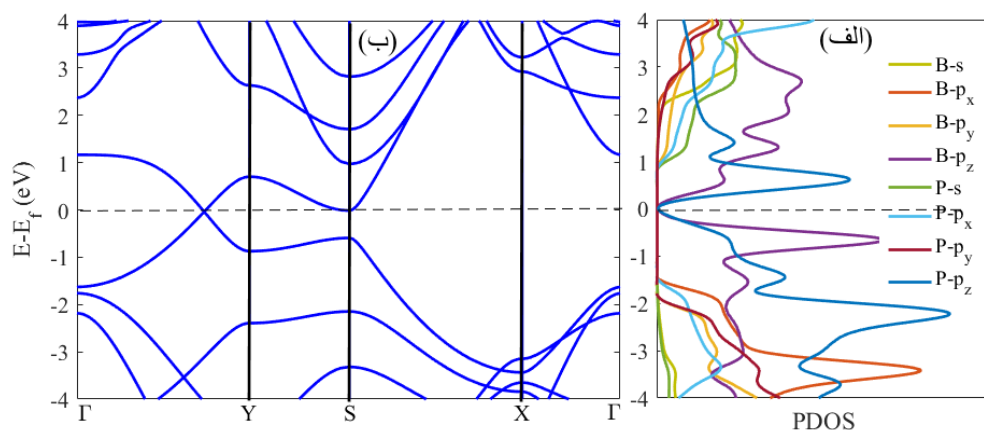 (ب)
E-E_f (eV)
4
3
2
1
0
-1
-2
-3
-4
Γ Y S X Γ
(الف)
4
3
2
1
0
-1
-2
-3
-4
B-s
B-p_x
B-p_y
B-p_z
P-s
P-p_x
P-p_y
P-p_z
PDOS